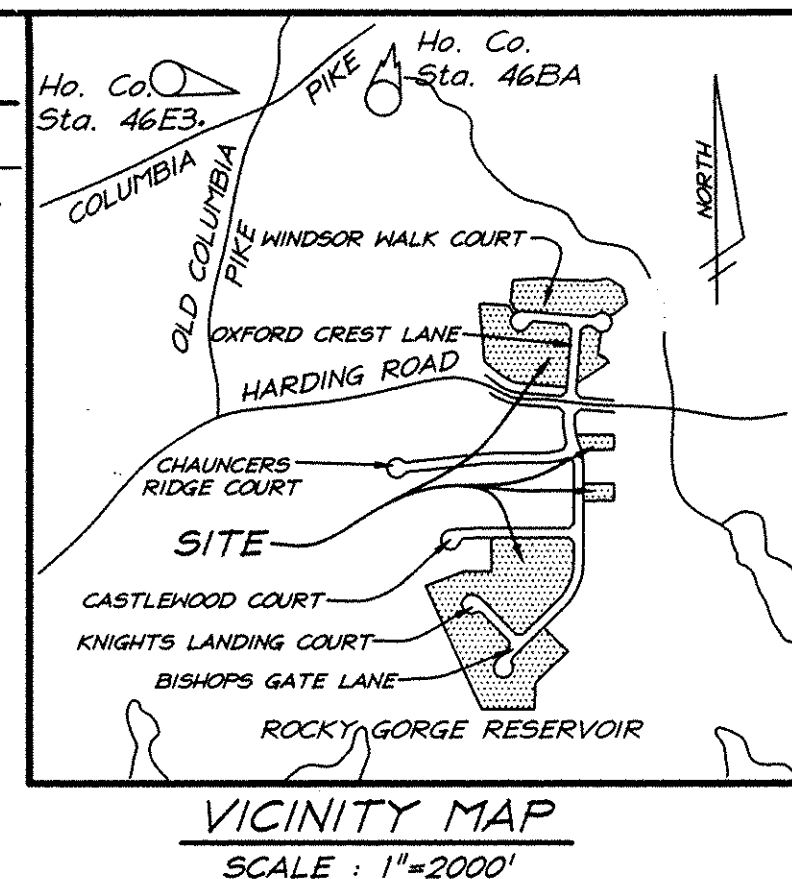 Ho. Co.
Sta. 46E3.
PIKE
Ho. Co.
Sta. 46BA
COLUMBIA
OLD COLUMBIA
PIKE
NORTH
WINDSOR WALK COURT
OXFORD CREST LANE
HARDING ROAD
CHAUNCERS
RIDGE COURT
SITE
CASTLEWOOD COURT
KNIGHTS LANDING COURT
BISHOPS GATE LANE
ROCKY GORGE RESERVOIR
VICINITY MAP
SCALE : 1"=2000'